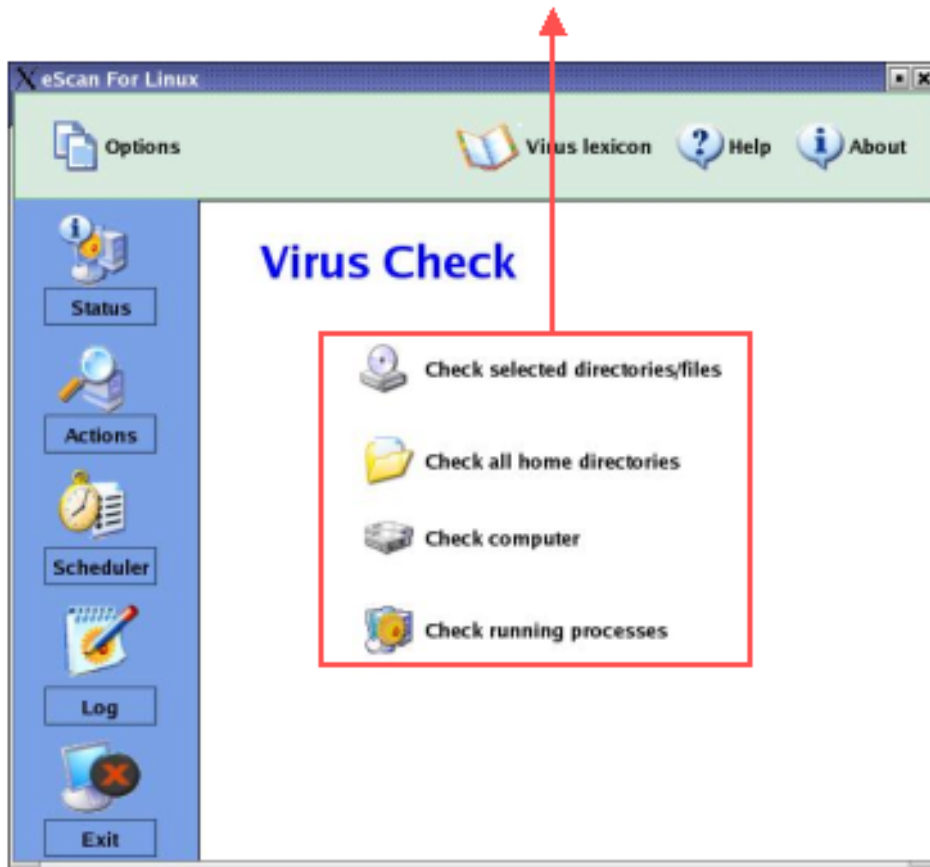 eScan For Linux
Options
Virus lexicon
Help
About
Virus Check
Status
Check selected directories/files
Actions
Check all home directories
Check computer
Scheduler
Check running processes
Log
Exit